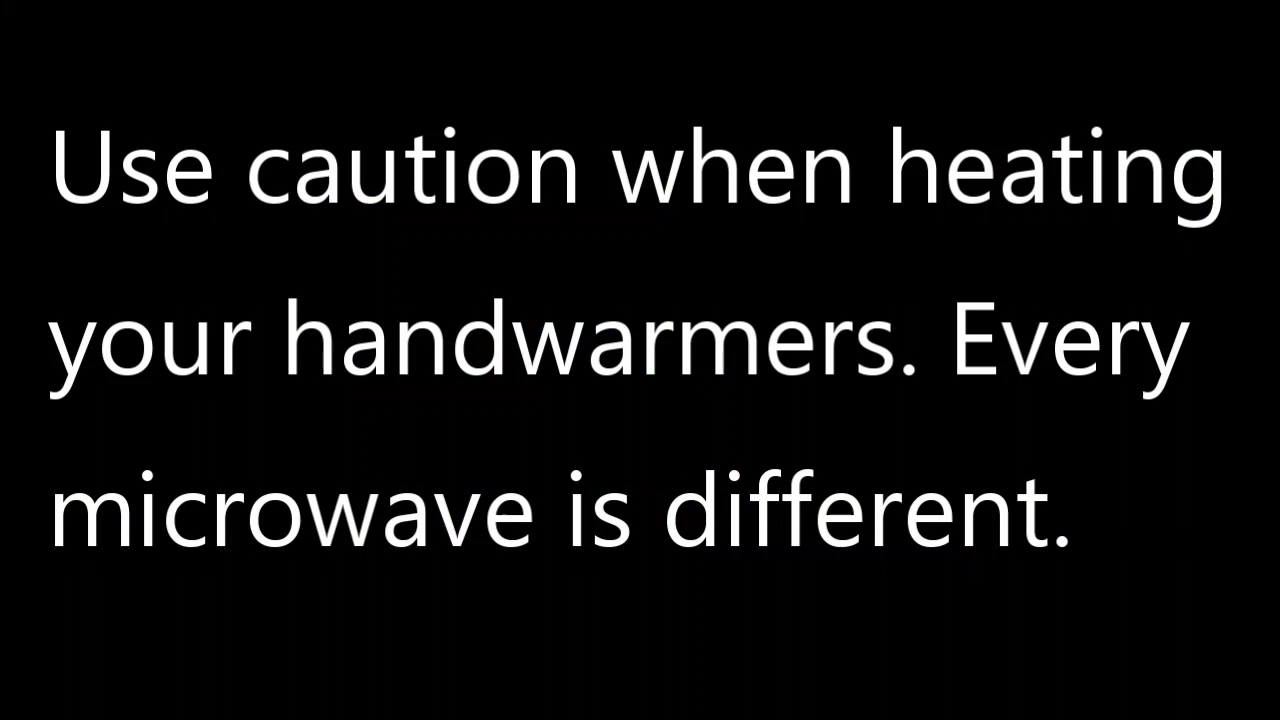 Use caution when heating
your handwarmers. Every
microwave is different.